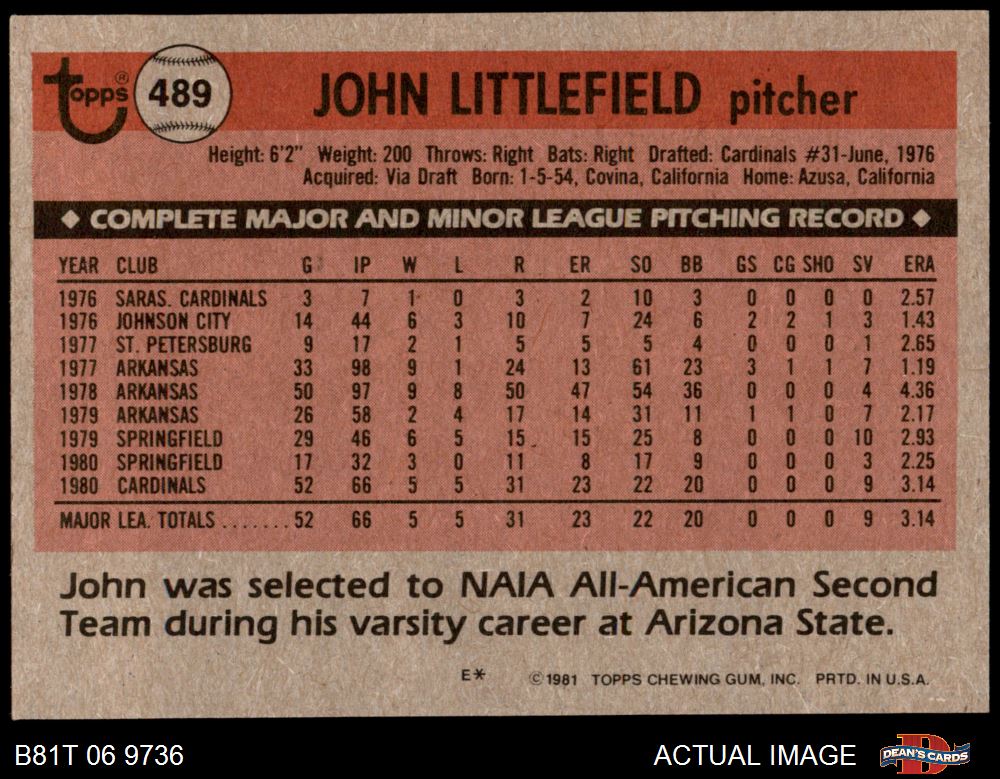 Topps® 489 JOHN LITTLEFIELD pitcher
Height: 6'2" Weight: 200 Throws: Right Bats: Right Drafted: Cardinals #31-June, 1976
Acquired: Via Draft Born: 1-5-54, Covina, California Home: Azusa, California
◆ COMPLETE MAJOR AND MINOR LEAGUE PITCHING RECORD ◆
YEAR CLUB G IP W L R ER SO BB GS CG SHO SV ERA
1976 SARAS. CARDINALS 3 7 1 0 3 2 10 3 0 0 0 0 2.57
1976 JOHNSON CITY 14 44 6 3 10 7 24 6 2 2 1 3 1.43
1977 ST. PETERSBURG 9 17 2 1 5 5 5 4 0 0 0 1 2.65
1977 ARKANSAS 33 98 9 1 24 13 61 23 3 1 1 7 1.19
1978 ARKANSAS 50 97 9 8 50 47 54 36 0 0 0 4 4.36
1979 ARKANSAS 26 58 2 4 17 14 31 11 1 1 0 7 2.17
1979 SPRINGFIELD 29 46 6 5 15 15 25 8 0 0 0 10 2.93
1980 SPRINGFIELD 17 32 3 0 11 8 17 9 0 0 0 3 2.25
1980 CARDINALS 52 66 5 5 31 23 22 20 0 0 0 9 3.14
MAJOR LEA. TOTALS.......52 66 5 5 31 23 22 20 0 0 0 9 3.14
John was selected to NAIA All-American Second
Team during his varsity career at Arizona State.
E* ©1981 TOPPS CHEWING GUM, INC. PRTD. IN U.S.A.
B81T 06 9736 ACTUAL IMAGE DEAN'S CARDS